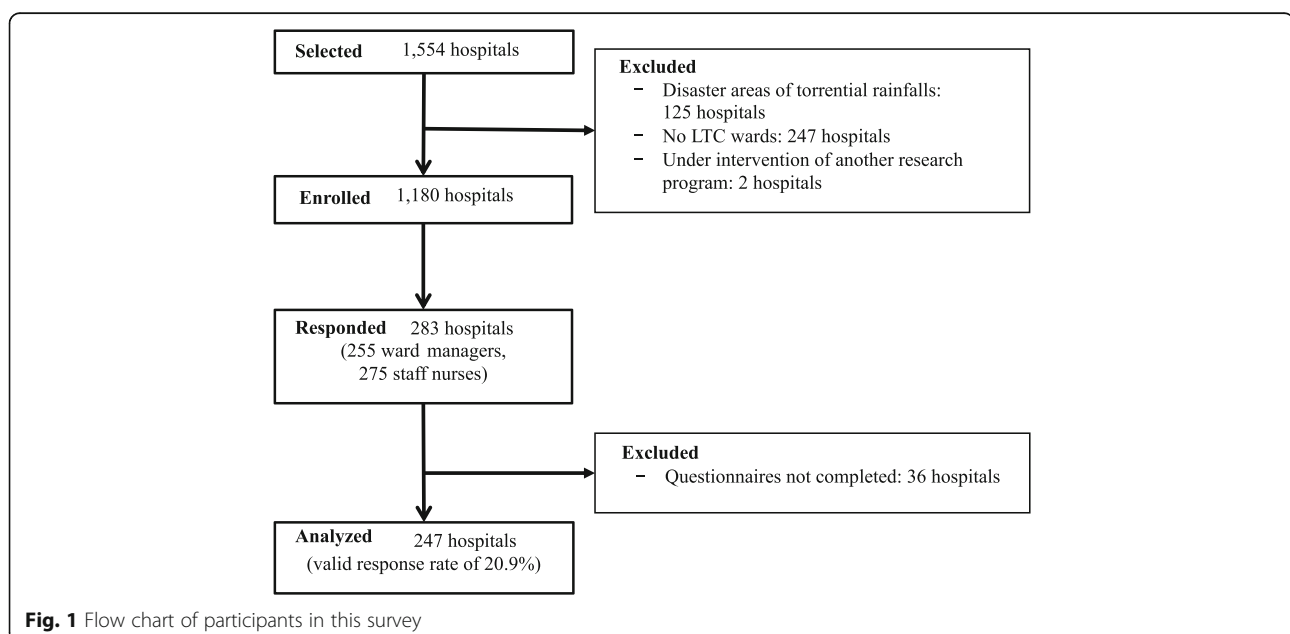 Selected 1,554 hospitals
Excluded
− Disaster areas of torrential rainfalls:
125 hospitals
− No LTC wards: 247 hospitals
− Under intervention of another research
program: 2 hospitals
Enrolled 1,180 hospitals
Responded 283 hospitals
(255 ward managers,
275 staff nurses)
Excluded
− Questionnaires not completed: 36 hospitals
Analyzed 247 hospitals
(valid response rate of 20.9%)
Fig. 1 Flow chart of participants in this survey